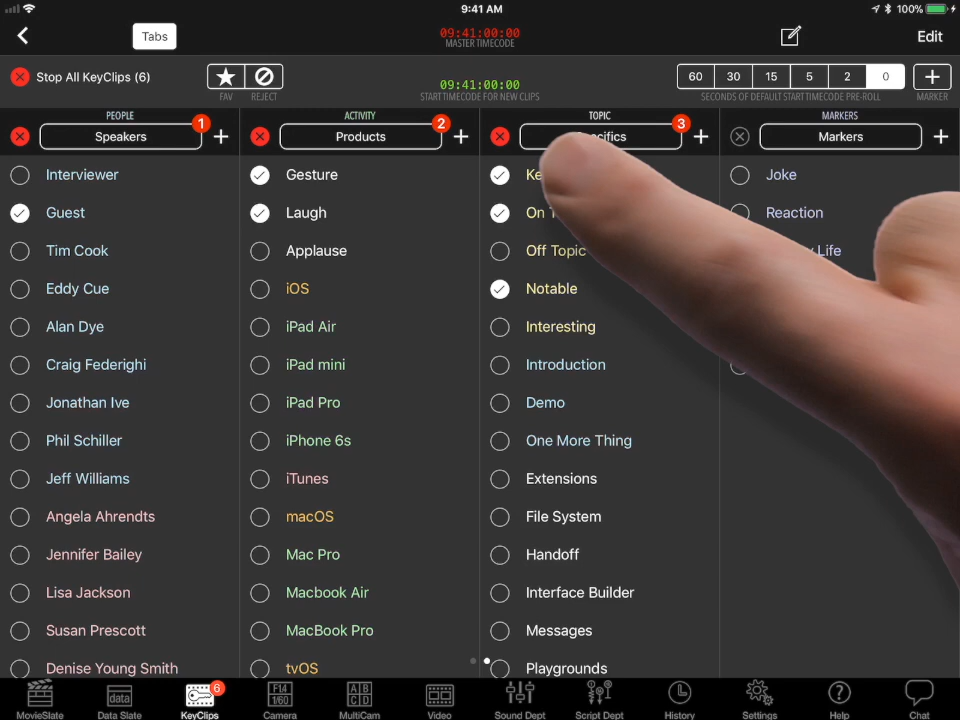 9:41 AM
100%
Tabs
09:41:00:00
MASTER TIMECODE
Edit
Stop All KeyClips (6)
FAV
REJECT
09:41:00:00
START TIMECODE FOR NEW CLIPS
60 30 15 5 2 0
SECONDS OF DEFAULT START TIMECODE PRE-ROLL
MARKER
PEOPLE
Speakers
1
ACTIVITY
Products
2
TOPIC
3
MARKERS
Markers
Interviewer
Guest
Tim Cook
Eddy Cue
Alan Dye
Craig Federighi
Jonathan Ive
Phil Schiller
Jeff Williams
Angela Ahrendts
Jennifer Bailey
Lisa Jackson
Susan Prescott
Denise Young Smith
Gesture
Laugh
Applause
iOS
iPad Air
iPad mini
iPad Pro
iPhone 6s
iTunes
macOS
Mac Pro
Macbook Air
MacBook Pro
tvOS
On
Off Topic
Notable
Interesting
Introduction
Demo
One More Thing
Extensions
File System
Handoff
Interface Builder
Messages
Playgrounds
Joke
Reaction
Life
MovieSlate
data
Data Slate
6
KeyClips
F1.4
1/60
Camera
A B
C D
MultiCam
Video
Sound Dept
Script Dept
History
Settings
Help
Chat